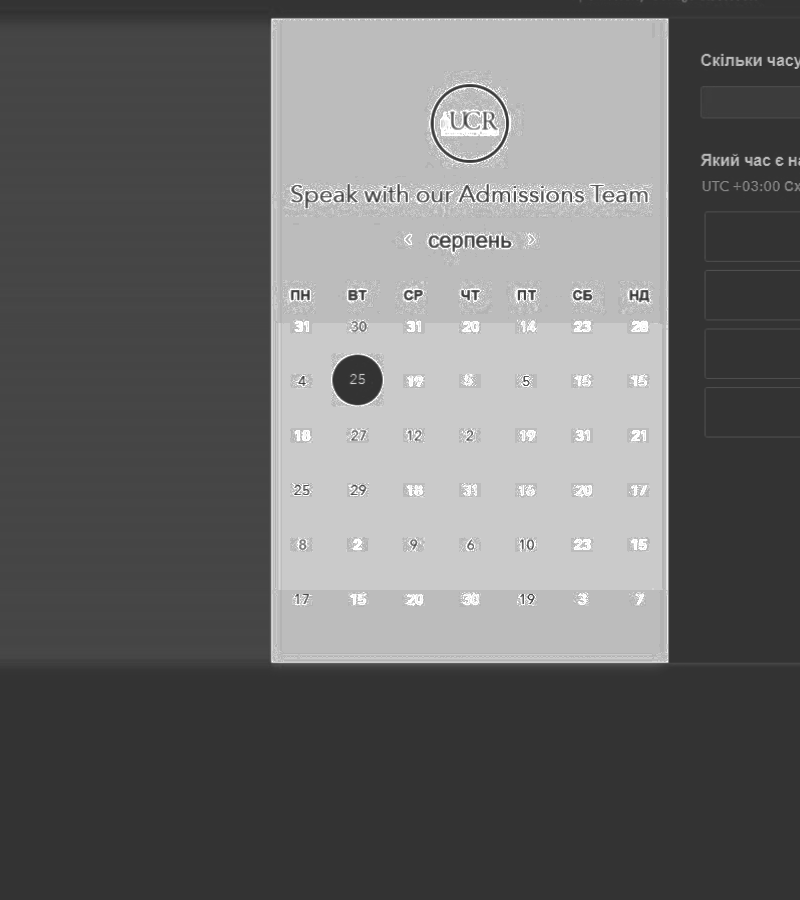 UCR
Speak with our Admissions Team
« серпень »
ПН ВТ СР ЧТ ПТ СБ НД
31 30 31 20 14 23 28
4 25 5 15 15
18 27 12 2 19 31 21
25 29 18 31 16 20 17
8 2 9 6 10 23 15
17 15 20 30 19 3 7
Скільки часу
Який час є на
UTC +03:00 Сх